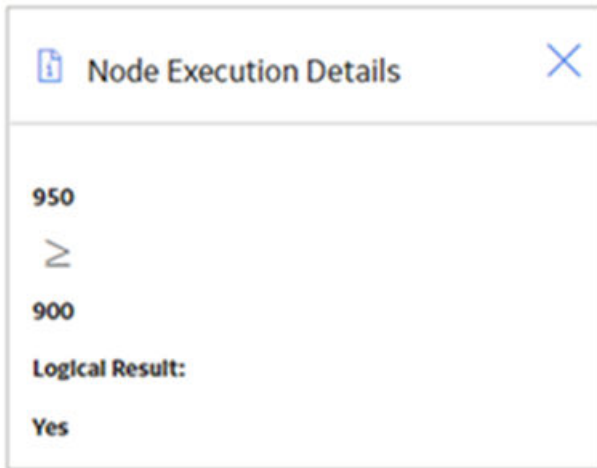 Node Execution Details
950
≥
900
Logical Result:
Yes